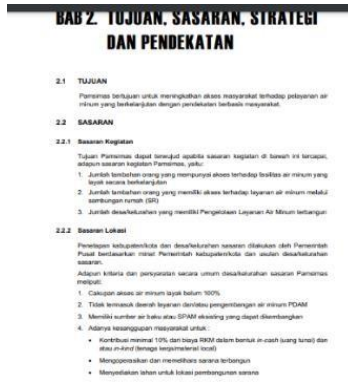 BAB 2. TUJUAN, SASARAN, STRATEGI
DAN PENDEKATAN
2.1 TUJUAN
Pamsimas bertujuan untuk meningkatkan akses masyarakat terhadap pelayanan air
minum yang berkelanjutan dengan pendekatan berbasis masyarakat.
2.2 SASARAN
2.2.1 Sasaran Kegiatan
Tujuan Pamsimas dapat terwujud apabila sasaran kegiatan di bawah ini tercapai,
adapun sasaran kegiatan Pamsimas, yaitu:
1. Jumlah tambahan orang yang mempunyai akses terhadap fasilitas air minum yang
layak secara berkelanjutan
2. Jumlah tambahan orang yang memiliki akses terhadap layanan air minum melalui
sambungan rumah (SR)
3. Jumlah desa/kelurahan yang memiliki Pengelolaan Layanan Air Minum terbangun
2.2.2 Sasaran Lokasi
Penetapan kabupaten/kota dan desa/kelurahan sasaran dilakukan oleh Pemerintah
Pusat berdasarkan minat Pemerintah kabupaten/kota dan usulan desa/kelurahan
sasaran.
Adapun kriteria dan persyaratan secara umum desa/kelurahan sasaran Pamsimas
meliputi:
1. Cakupan akses air minum layak belum 100%
2. Tidak termasuk daerah layanan dan/atau pengembangan air minum PDAM
3. Memiliki sumber air baku atau SPAM eksisting yang dapat dikembangkan
4. Adanya kesanggupan masyarakat untuk :
• Kontribusi minimal 10% dari biaya RKM dalam bentuk in-cash (uang tunai) dan
atau in-kind (tenaga kerja/material local)
• Mengoperasikan dan memelihara sarana terbangun
• Menyediakan lahan untuk lokasi pembangunan sarana